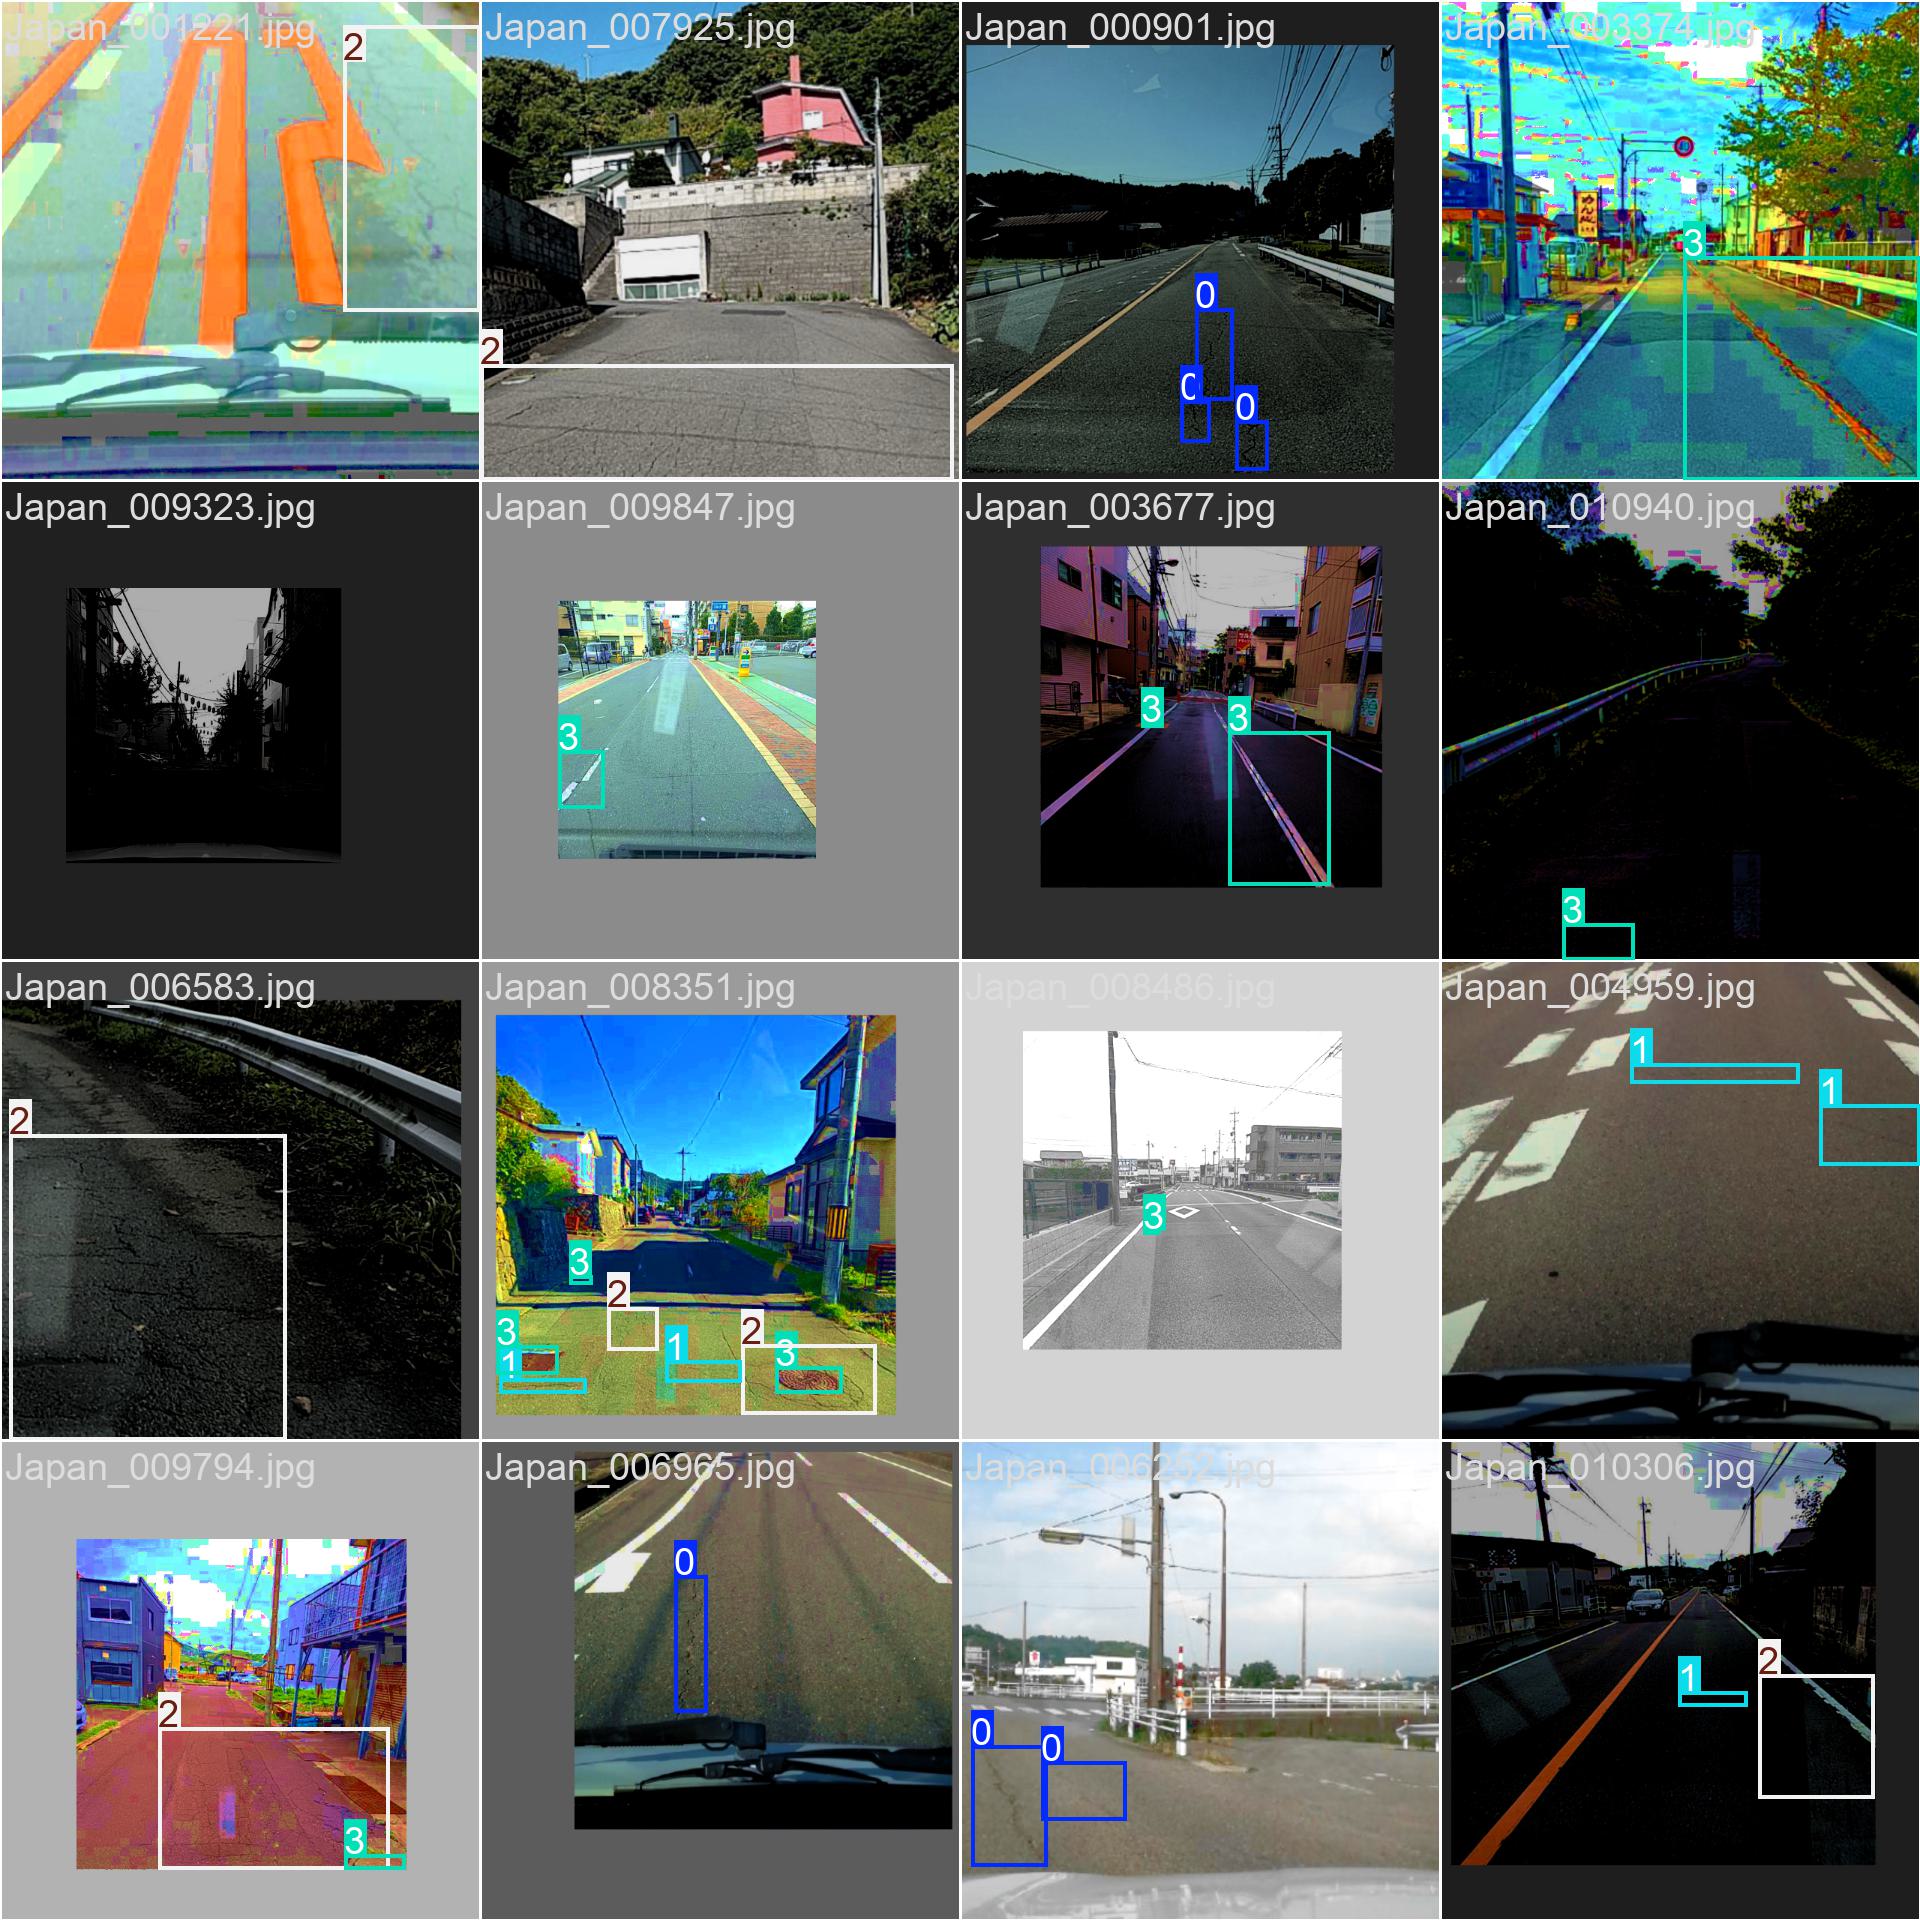 Japan_001221.jpg
2
Japan_007925.jpg
2
Japan_000901.jpg
0
0
0
Japan_003374.jpg
3
Japan_009323.jpg
Japan_009847.jpg
3
Japan_003677.jpg
3
3
Japan_010940.jpg
3
Japan_006583.jpg
2
Japan_008351.jpg
3
2
3
1
1
2
3
Japan_008486.jpg
3
Japan_004959.jpg
1
1
Japan_009794.jpg
2
3
Japan_006965.jpg
0
Japan_006252.jpg
0
0
Japan_010306.jpg
1
2